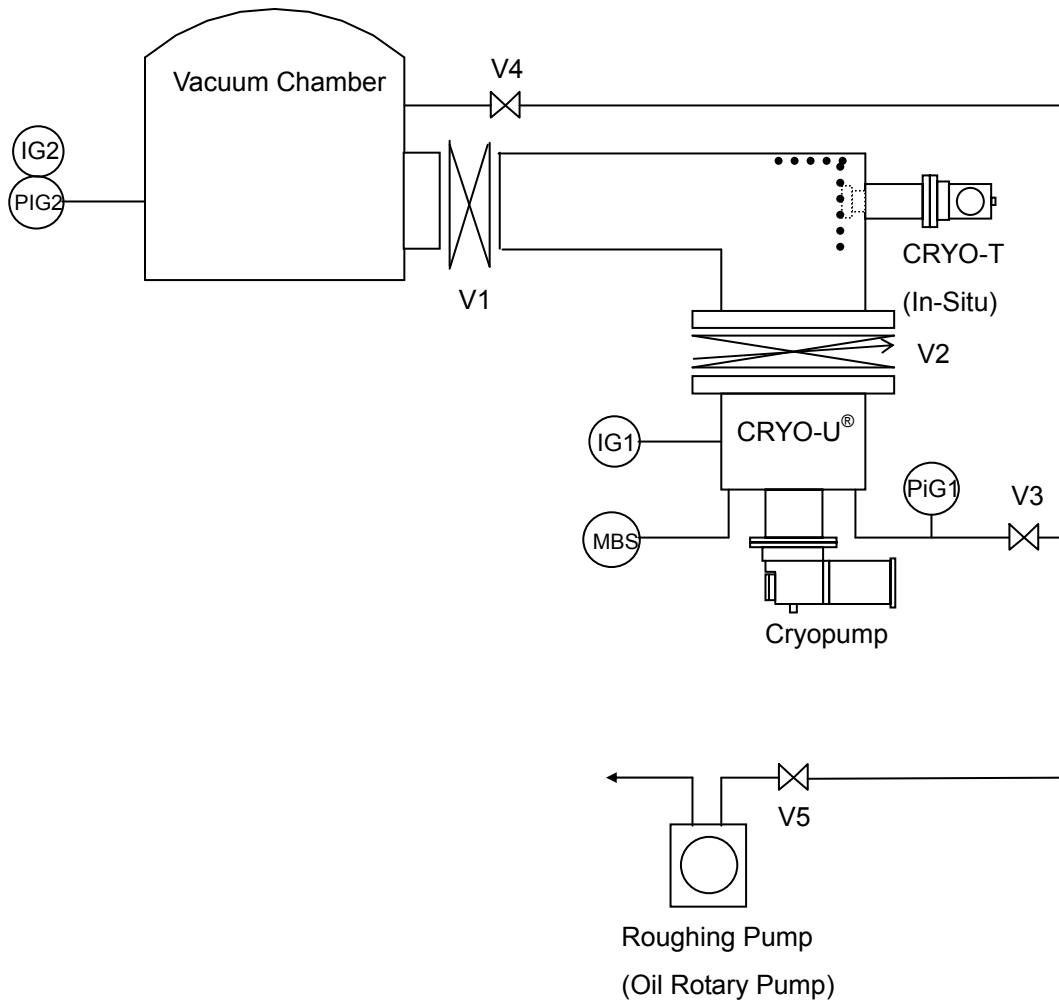 V4
Vacuum Chamber
IG2
PIG2
CRYO-T
(In-Situ)
V1
V2
CRYO-U®
IG1
PiG1
V3
MBS
Cryopump
V5
Roughing Pump
(Oil Rotary Pump)